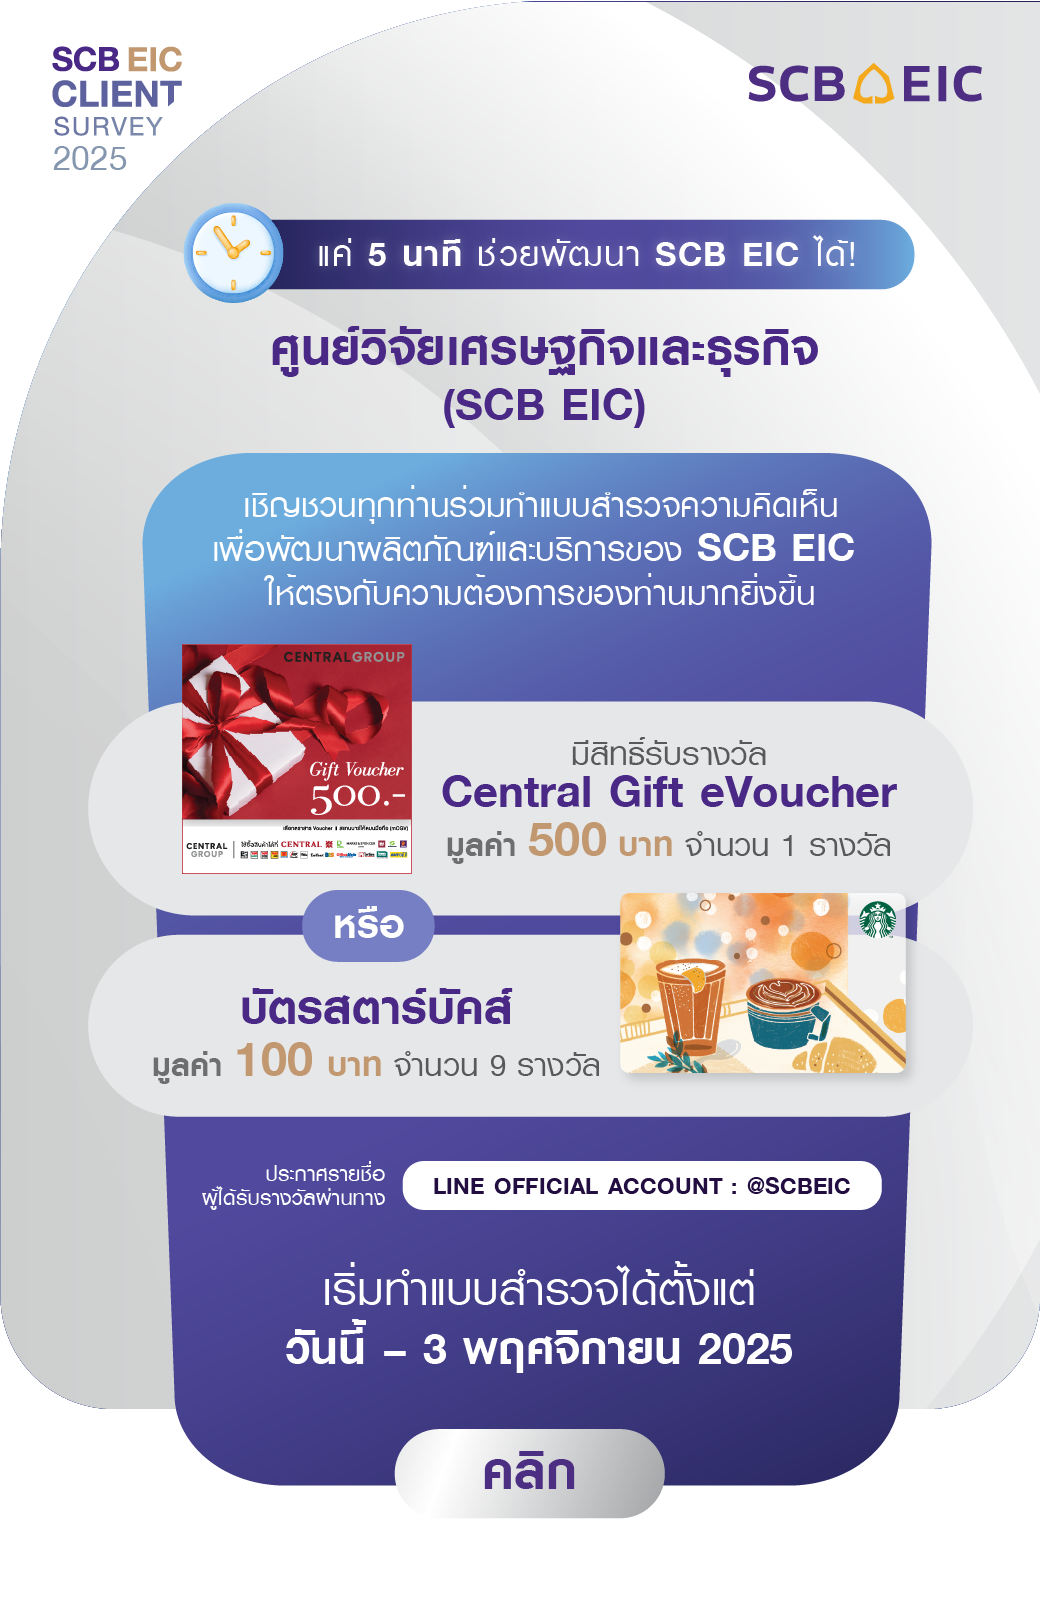 SCB EIC
CLIENT
SURVEY
2025
SCB EIC
แค่ 5 นาที ช่วยพัฒนา SCB EIC ได้!
ศูนย์วิจัยเศรษฐกิจและธุรกิจ
(SCB EIC)
เชิญชวนทุกท่านร่วมทำแบบสำรวจความคิดเห็น
เพื่อพัฒนาผลิตภัณฑ์และบริการของ SCB EIC
ให้ตรงกับความต้องการของท่านมากยิ่งขึ้น
CENTRALGROUP
Gift Voucher
500.-
CENTRAL
GROUP
ใช้ซื้อสินค้าได้ที่ CENTRAL
มีสิทธิ์รับรางวัล
Central Gift eVoucher
มูลค่า 500 บาท จำนวน 1 รางวัล
หรือ
บัตรสตาร์บัคส์
มูลค่า 100 บาท จำนวน 9 รางวัล
ประกาศรายชื่อ
ผู้ได้รับรางวัลผ่านทาง
LINE OFFICIAL ACCOUNT : @SCBEIC
เริ่มทำแบบสำรวจได้ตั้งแต่
วันนี้ – 3 พฤศจิกายน 2025
คลิก